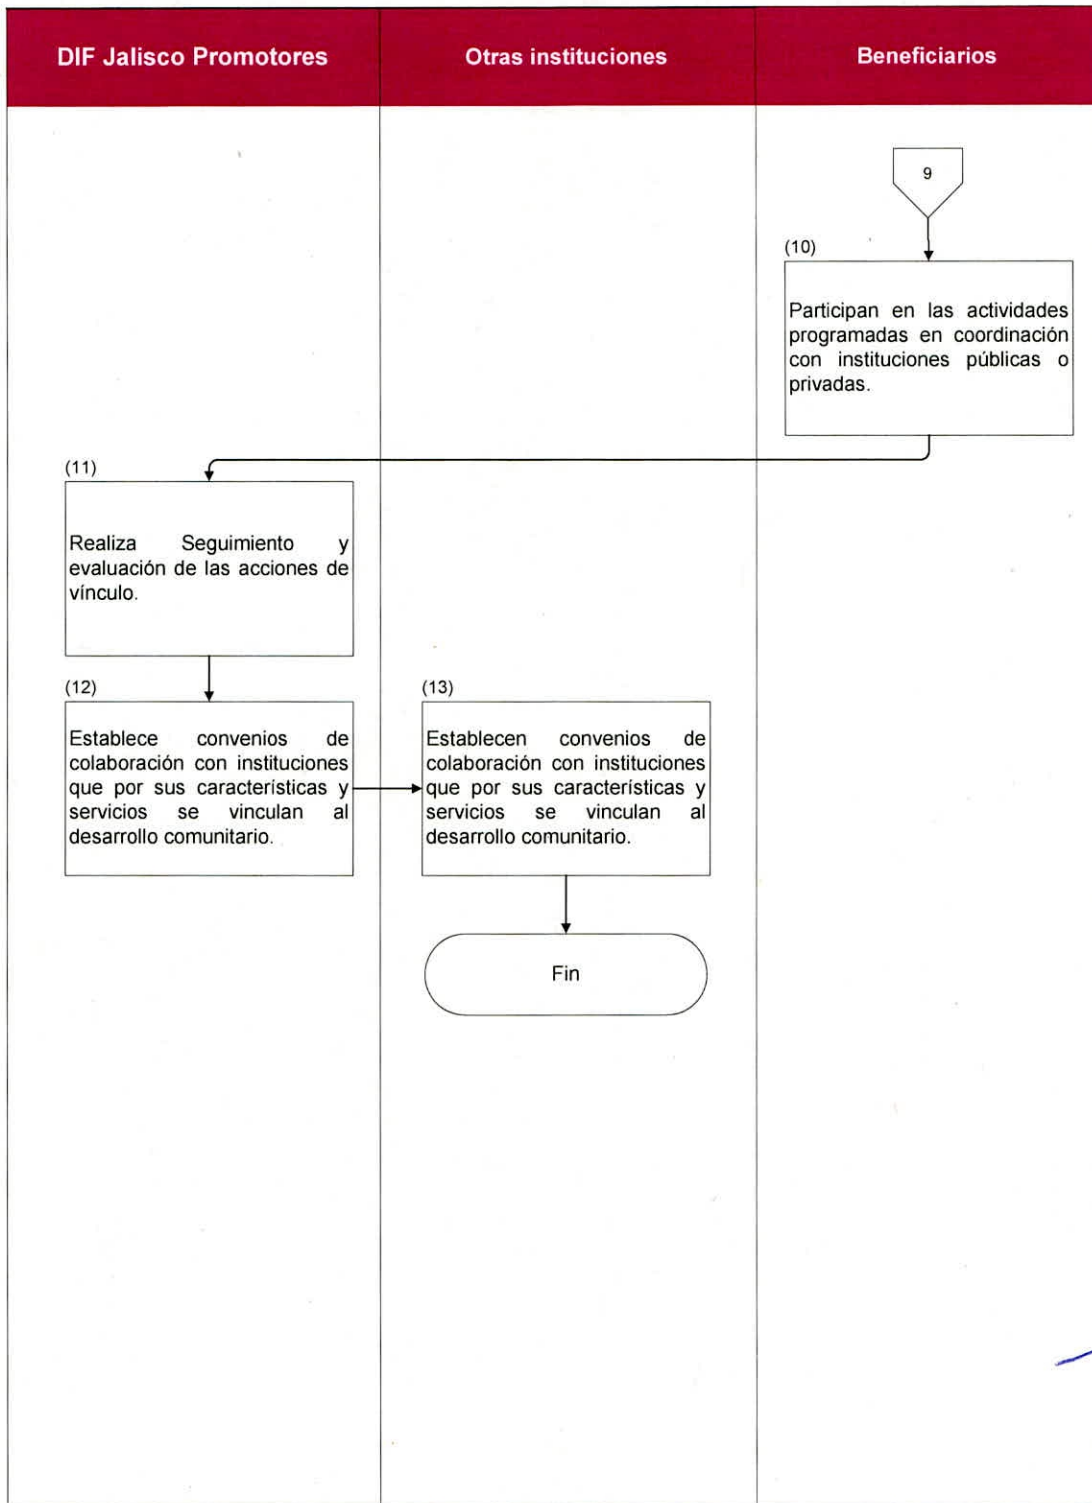 DIF Jalisco Promotores
Otras instituciones
Beneficiarios
9
(10)
Participan en las actividades
programadas en coordinación
con instituciones públicas o
privadas.
(11)
Realiza Seguimiento y
evaluación de las acciones de
vínculo.
(12)
Establece convenios de
colaboración con instituciones
que por sus características y
servicios se vinculan al
desarrollo comunitario.
(13)
Establecen convenios de
colaboración con instituciones
que por sus características y
servicios se vinculan al
desarrollo comunitario.
Fin